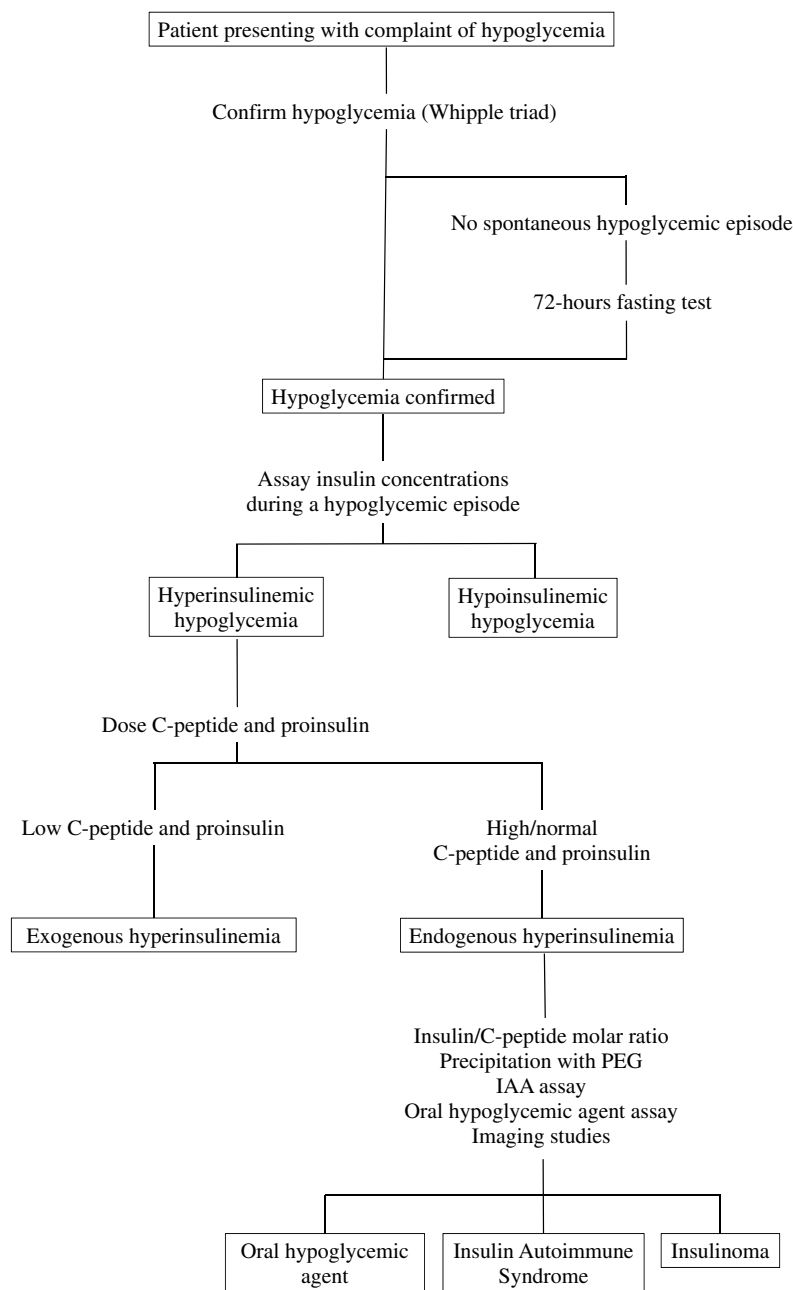 Patient presenting with complaint of hypoglycemia
Confirm hypoglycemia (Whipple triad)
No spontaneous hypoglycemic episode
72-hours fasting test
Hypoglycemia confirmed
Assay insulin concentrations
during a hypoglycemic episode
Hyperinsulinemic
hypoglycemia
Hypoinsulinemic
hypoglycemia
Dose C-peptide and proinsulin
Low C-peptide and proinsulin
High/normal
C-peptide and proinsulin
Exogenous hyperinsulinemia
Endogenous hyperinsulinemia
Insulin/C-peptide molar ratio
Precipitation with PEG
IAA assay
Oral hypoglycemic agent assay
Imaging studies
Oral hypoglycemic
agent
Insulin Autoimmune
Syndrome
Insulinoma